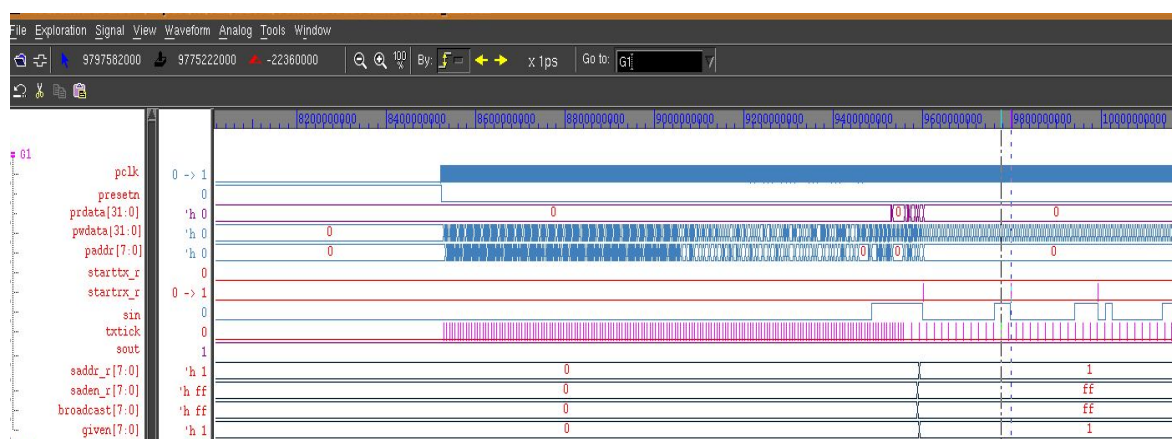 File Exploration Signal View Waveform Analog Tools Window
9797582000 9775222000 -22360000 100 % By: x 1ps Go to: G1
8200000000 8400000000 8600000000 8800000000 9000000000 9200000000 9400000000 9600000000 9800000000 10000000000
G1
pclk 0 -> 1
presetn 0
prdata[31:0] 'h 0 0 0 0
pwdata[31:0] 'h 0 0
paddr[7:0] 'h 0 0 0 0 0
starttx_r 0
startrx_r 0 -> 1
sin 0
txtick 0
sout 1
saddr_r[7:0] 'h 1 0 1
saden_r[7:0] 'h ff 0 ff
broadcast[7:0] 'h ff 0 ff
given[7:0] 'h 1 0 1